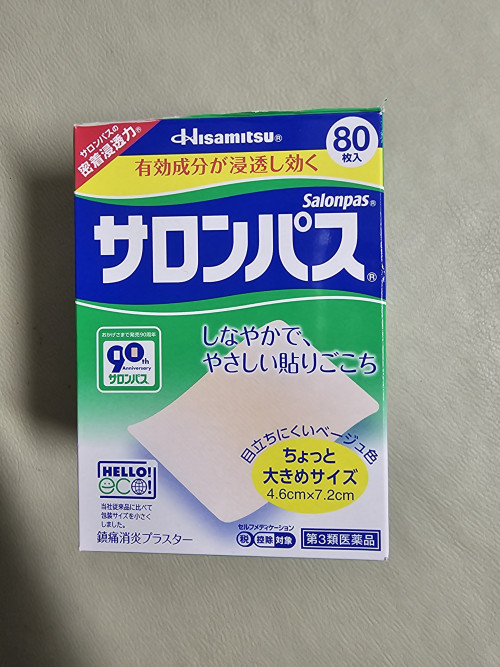 サロンパスの
密着浸透力®
Hisamitsu®
80
枚入
有効成分が浸透し効く
Salonpas®
サロンパス®
おかげさまで発売90周年
90th
Anniversary
サロンパス
しなやかで、
やさしい貼りごこち
目立ちにくいベージュ色
ちょっと
大きめサイズ
4.6cm×7.2cm
HELLO!
eco!
当社従来品に比べて
包装サイズを小さく
しました。
鎮痛消炎プラスター
セルフメディケーション
税 控除 対象
第3類医薬品